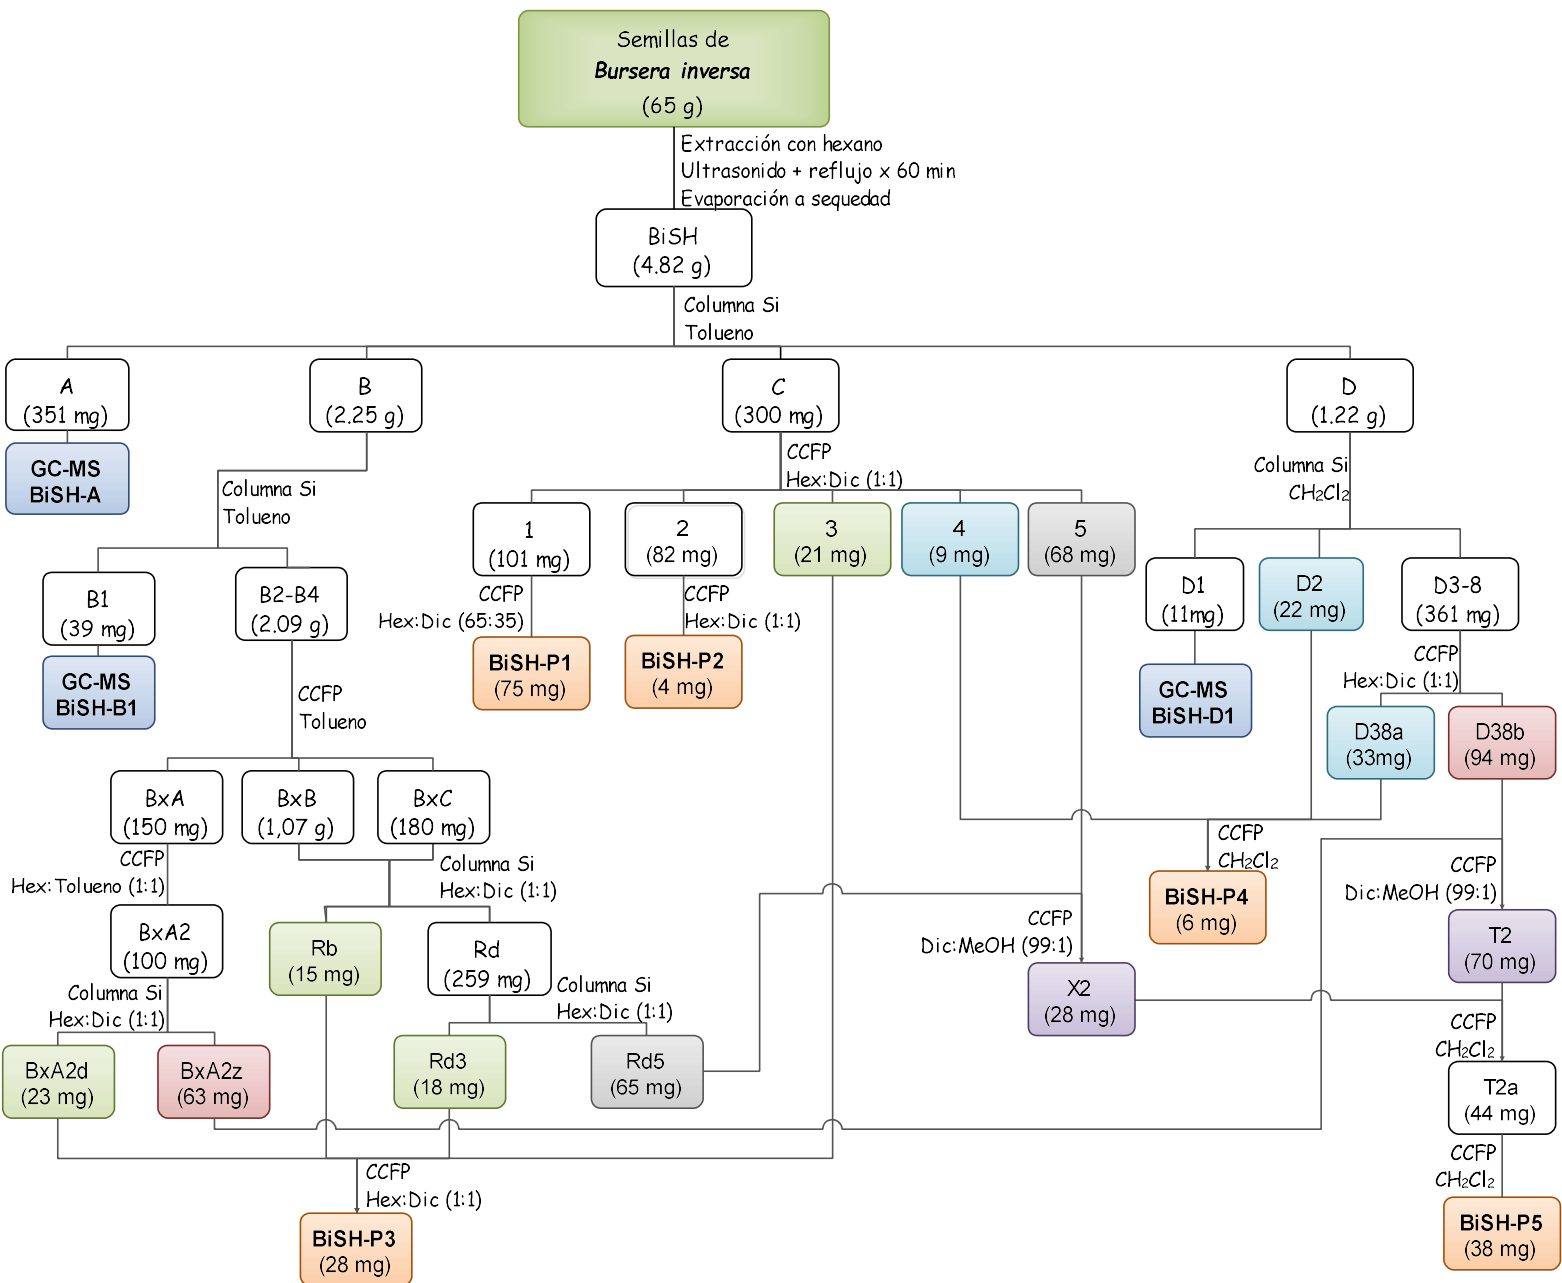 Semillas de
Bursera inversa
(65 g)
Extracción con hexano
Ultrasonido + reflujo x 60 min
Evaporación a sequedad
BiSH
(4.82 g)
Columna Si
Tolueno
A
(351 mg)
B
(2.25 g)
C
(300 mg)
D
(1.22 g)
GC-MS
BiSH-A
Columna Si
Tolueno
CCFP
Hex:Dic (1:1)
Columna Si
CH₂Cl₂
1
(101 mg)
2
(82 mg)
3
(21 mg)
4
(9 mg)
5
(68 mg)
B1
(39 mg)
B2-B4
(2.09 g)
D1
(11mg)
D2
(22 mg)
D3-8
(361 mg)
CCFP
Hex:Dic (65:35)
CCFP
Hex:Dic (1:1)
BiSH-P1
(75 mg)
BiSH-P2
(4 mg)
GC-MS
BiSH-B1
GC-MS
BiSH-D1
CCFP
Hex:Dic (1:1)
D38a
(33mg)
D38b
(94 mg)
CCFP
Tolueno
BxA
(150 mg)
BxB
(1,07 g)
BxC
(180 mg)
CCFP
Hex:Tolueno (1:1)
Columna Si
Hex:Dic (1:1)
CCFP
CH₂Cl₂
BiSH-P4
(6 mg)
CCFP
Dic:MeOH (99:1)
BxA2
(100 mg)
Rb
(15 mg)
Rd
(259 mg)
CCFP
Dic:MeOH (99:1)
T2
(70 mg)
Columna Si
Hex:Dic (1:1)
Columna Si
Hex:Dic (1:1)
X2
(28 mg)
CCFP
CH₂Cl₂
BxA2d
(23 mg)
BxA2z
(63 mg)
Rd3
(18 mg)
Rd5
(65 mg)
T2a
(44 mg)
CCFP
Hex:Dic (1:1)
CCFP
CH₂Cl₂
BiSH-P3
(28 mg)
BiSH-P5
(38 mg)